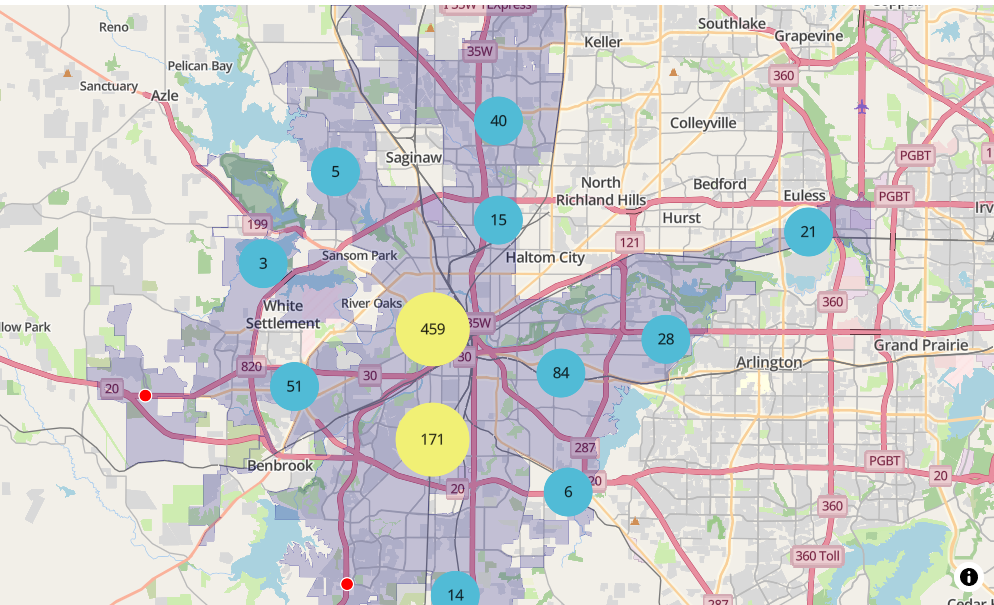 I 35W TExpress
Coppell
Southlake
Reno
Grapevine
Keller
35W
Pelican Bay
360
Sanctuary
Azle
40
Colleyville
PGBT
1
Saginaw
5
North
Richland Hills
Bedford
Euless
PGBT
Irv
15
Hurst
199
21
121
Sansom Park
Haltom City
3
River Oaks
360
White
Settlement
35W
459
llow Park
28
Grand Prairie
30
820
Arlington
84
30
51
20
171
287
PGBT
Benbrook
20
20
20
6
360
360 Toll
14
287
Cedar H